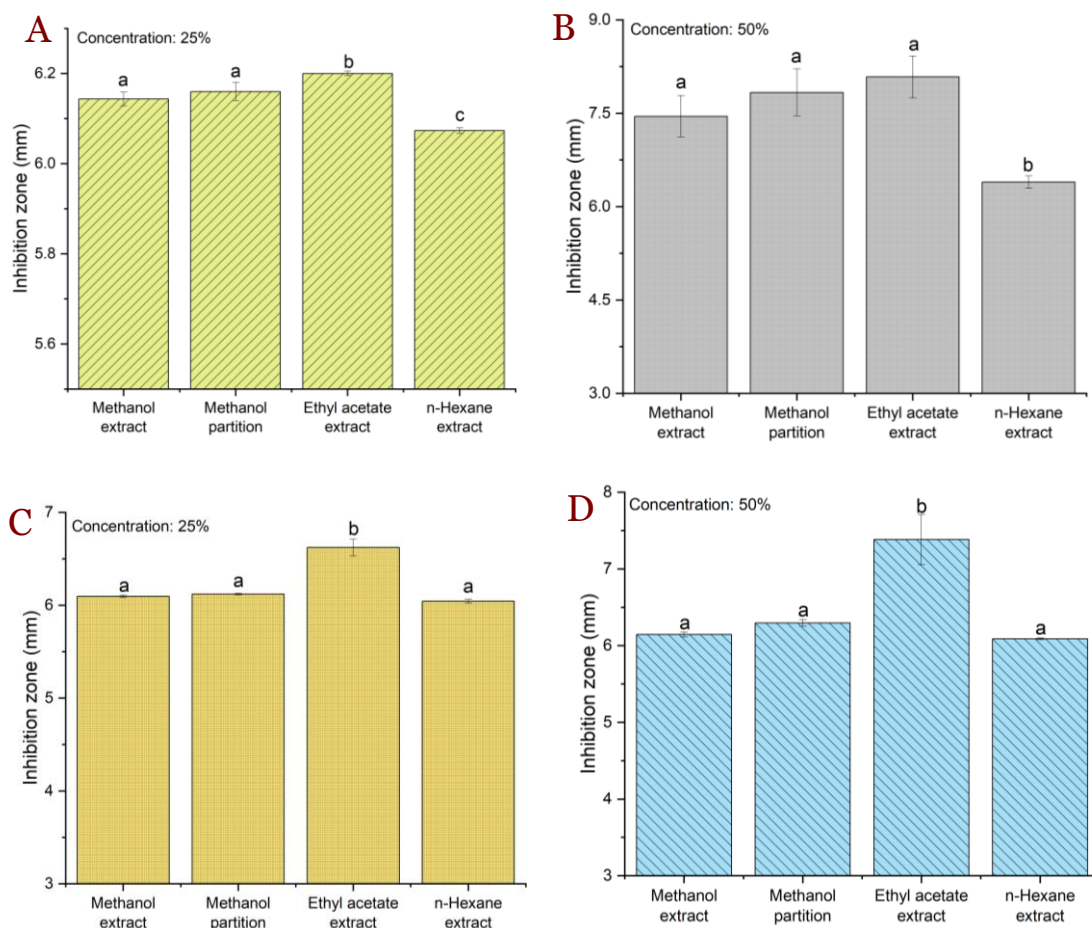 A
Concentration: 25%
Inhibition zone (mm)
6.2
6.0
5.8
5.6
a
a
b
c
Methanol
extract
Methanol
partition
Ethyl acetate
extract
n-Hexane
extract
B
Concentration: 50%
Inhibition zone (mm)
9.0
7.5
6.0
4.5
3.0
a
a
a
b
Methanol
extract
Methanol
partition
Ethyl acetate
extract
n-Hexane
extract
C
Concentration: 25%
Inhibition zone (mm)
7
6
5
4
3
a
a
b
a
Methanol
extract
Methanol
partition
Ethyl acetate
extract
n-Hexane
extract
D
Concentration: 50%
Inhibition zone (mm)
8
7
6
5
4
3
a
a
b
a
Methanol
extract
Methanol
partition
Ethyl acetate
extract
n-Hexane
extract